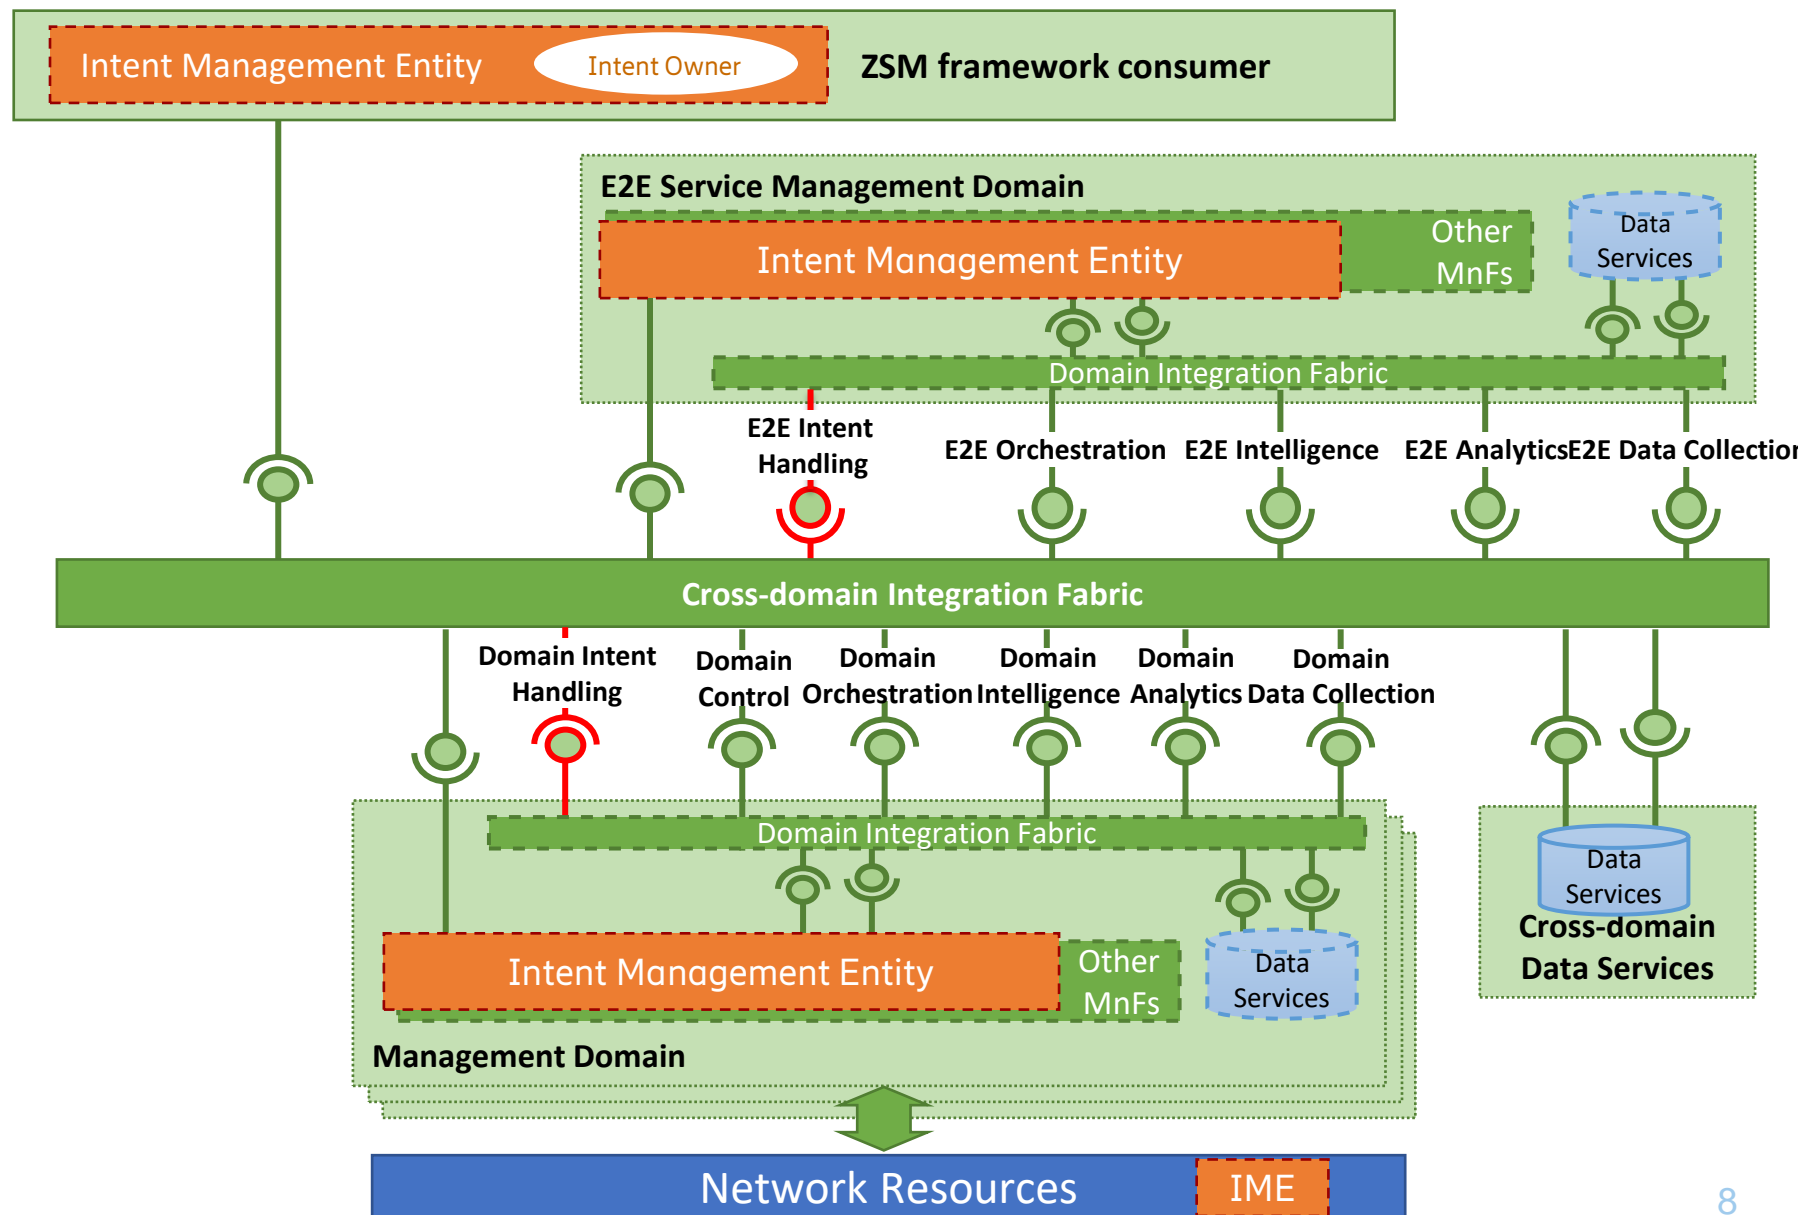 Intent Management Entity
Intent Owner
ZSM framework consumer
E2E Service Management Domain
Intent Management Entity
Other
MnFs
Data
Services
Domain Integration Fabric
E2E Intent
Handling
E2E Orchestration
E2E Intelligence
E2E Analytics
E2E Data Collection
Cross-domain Integration Fabric
Domain Intent
Handling
Domain
Control
Domain
Orchestration
Domain
Intelligence
Domain
Analytics
Domain
Data Collection
Domain Integration Fabric
Intent Management Entity
Other
MnFs
Data
Services
Management Domain
Data
Services
Cross-domain
Data Services
Network Resources
IME
8